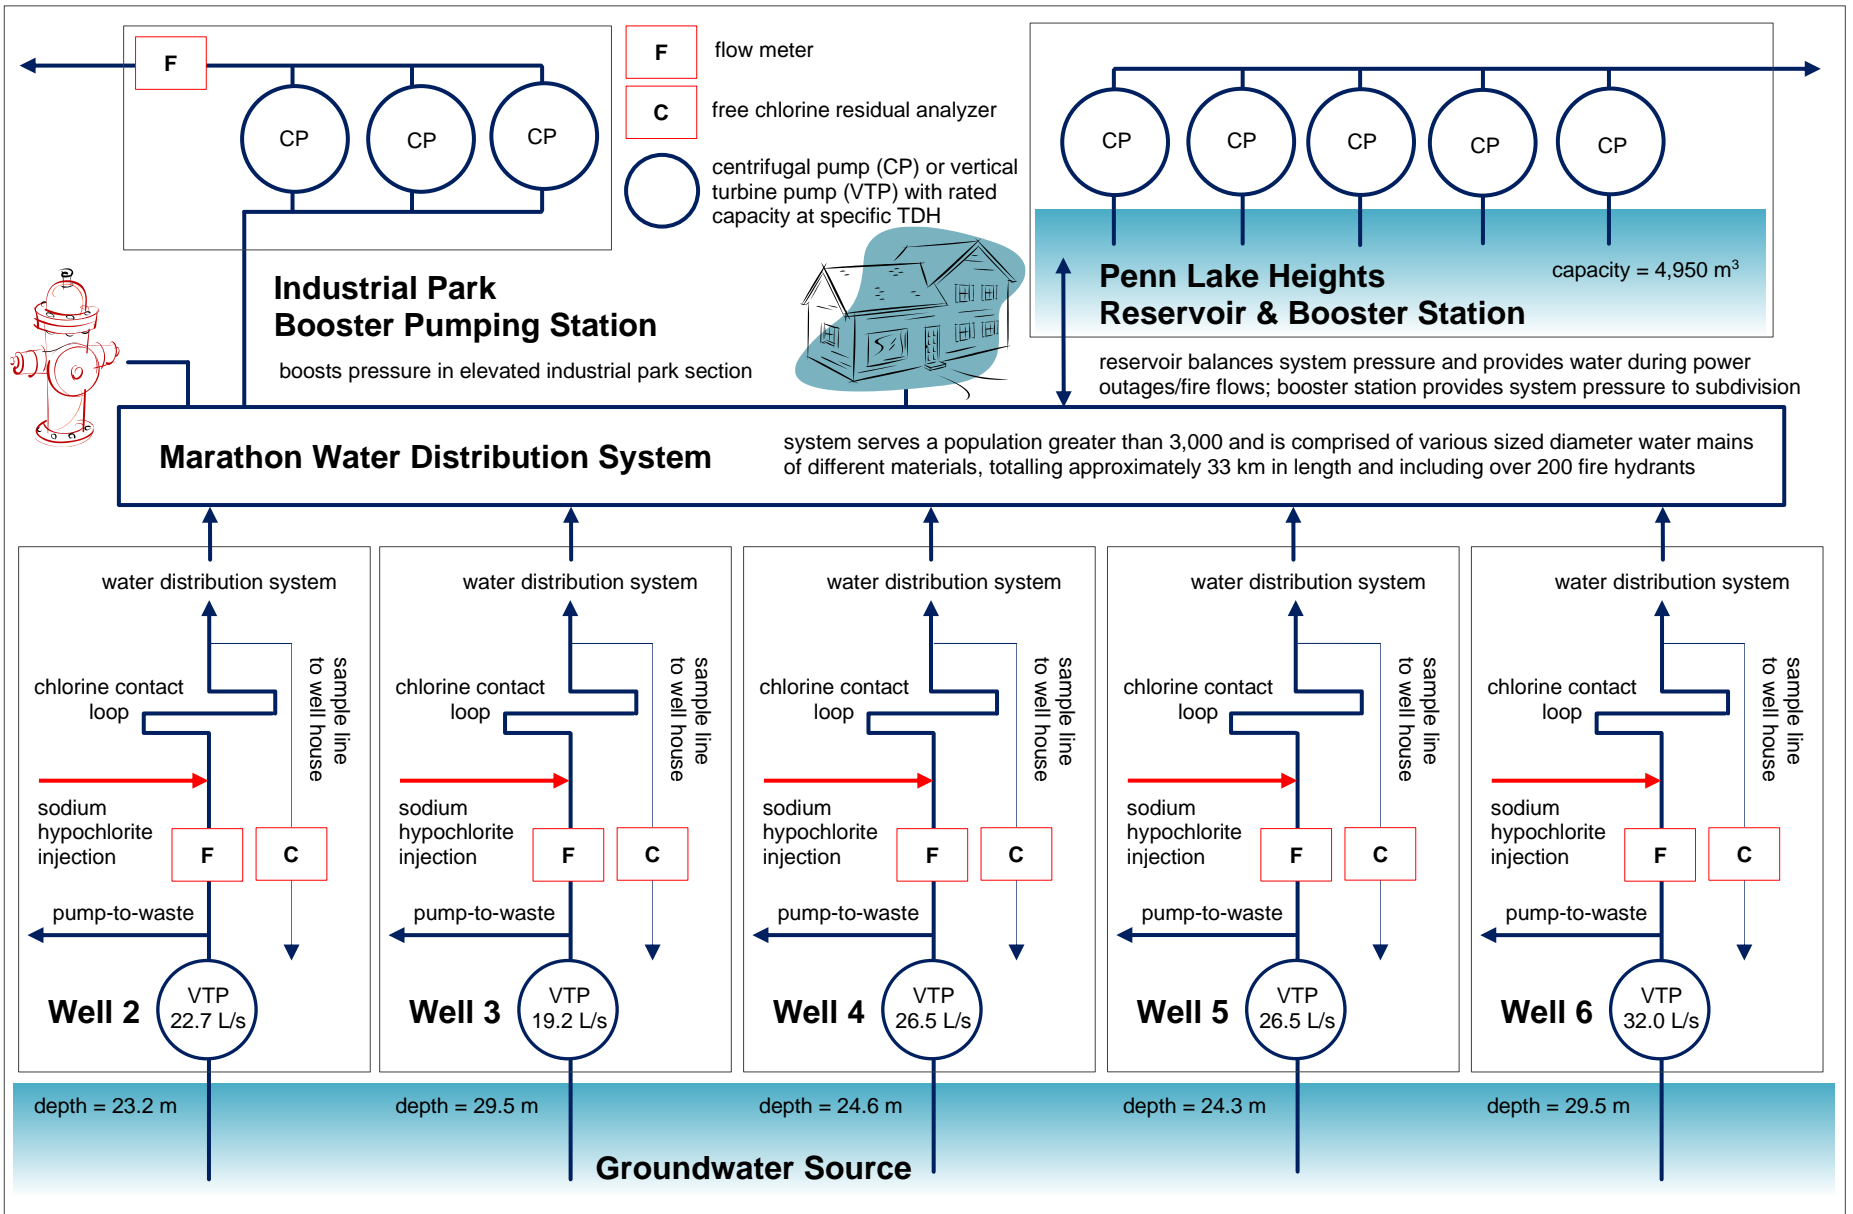 F
CP
CP
CP
F
flow meter
C
free chlorine residual analyzer
centrifugal pump (CP) or vertical
turbine pump (VTP) with rated
capacity at specific TDH
CP
CP
CP
CP
CP
capacity = 4,950 m³
Industrial Park
Booster Pumping Station
boosts pressure in elevated industrial park section
Penn Lake Heights
Reservoir & Booster Station
reservoir balances system pressure and provides water during power
outages/fire flows; booster station provides system pressure to subdivision
Marathon Water Distribution System
system serves a population greater than 3,000 and is comprised of various sized diameter water mains
of different materials, totalling approximately 33 km in length and including over 200 fire hydrants
water distribution system
chlorine contact
loop
sample line
to well house
sodium
hypochlorite
injection
F
C
pump-to-waste
Well 2
VTP
22.7 L/s
depth = 23.2 m
water distribution system
chlorine contact
loop
sample line
to well house
sodium
hypochlorite
injection
F
C
pump-to-waste
Well 3
VTP
19.2 L/s
depth = 29.5 m
water distribution system
chlorine contact
loop
sample line
to well house
sodium
hypochlorite
injection
F
C
pump-to-waste
Well 4
VTP
26.5 L/s
depth = 24.6 m
water distribution system
chlorine contact
loop
sample line
to well house
sodium
hypochlorite
injection
F
C
pump-to-waste
Well 5
VTP
26.5 L/s
depth = 24.3 m
water distribution system
chlorine contact
loop
sample line
to well house
sodium
hypochlorite
injection
F
C
pump-to-waste
Well 6
VTP
32.0 L/s
depth = 29.5 m
Groundwater Source